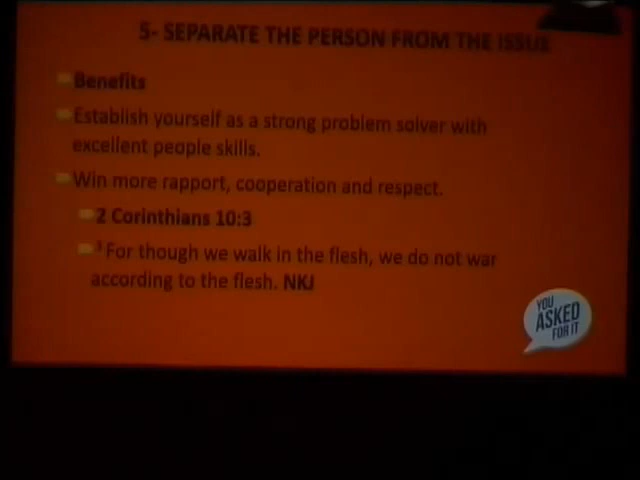 5- SEPARATE THE PERSON FROM THE ISSUE
Benefits
Establish yourself as a strong problem solver with
excellent people skills.
Win more rapport, cooperation and respect.
2 Corinthians 10:3
3 For though we walk in the flesh, we do not war
according to the flesh. NKJ
YOU
ASKED
FOR IT